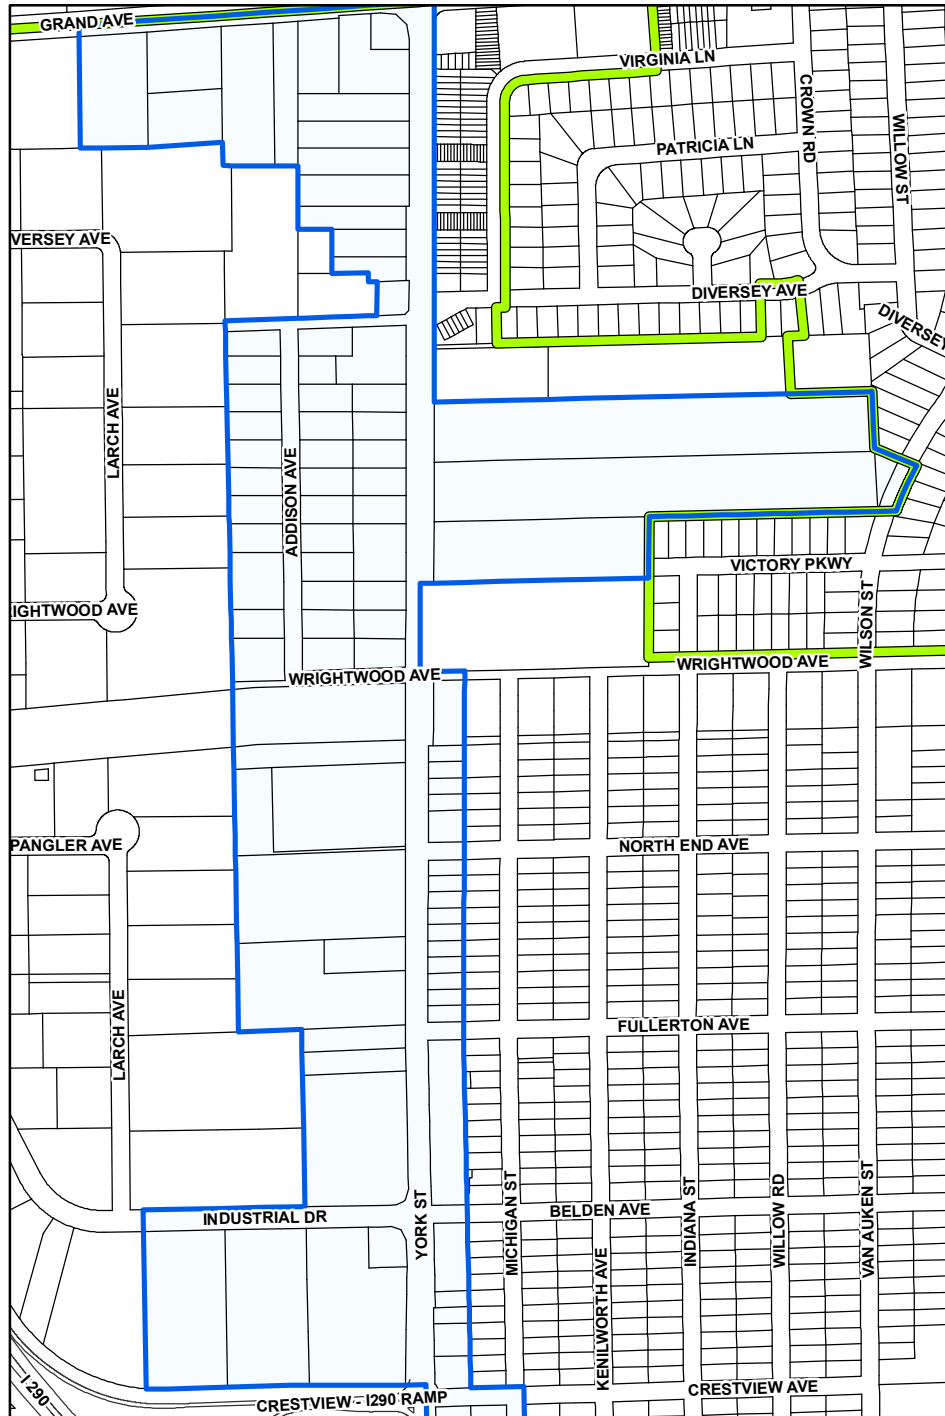 GRAND AVE
VIRGINIA LN
CROWN RD
WILLOW ST
PATRICIA LN
VERSEY AVE
DIVERSEY AVE
DIVERSEY
LARCH AVE
ADDISON AVE
VICTORY PKWY
WILSON ST
IGHTWOOD AVE
WRIGHTWOOD AVE
WRIGHTWOOD AVE
PANGLER AVE
NORTH END AVE
LARCH AVE
FULLERTON AVE
INDUSTRIAL DR
YORK ST
MICHIGAN ST
BELDEN AVE
KENILWORTH AVE
INDIANA ST
WILLOW RD
VAN AUKEN ST
I 290
CRESTVIEW - I290 RAMP
CRESTVIEW AVE